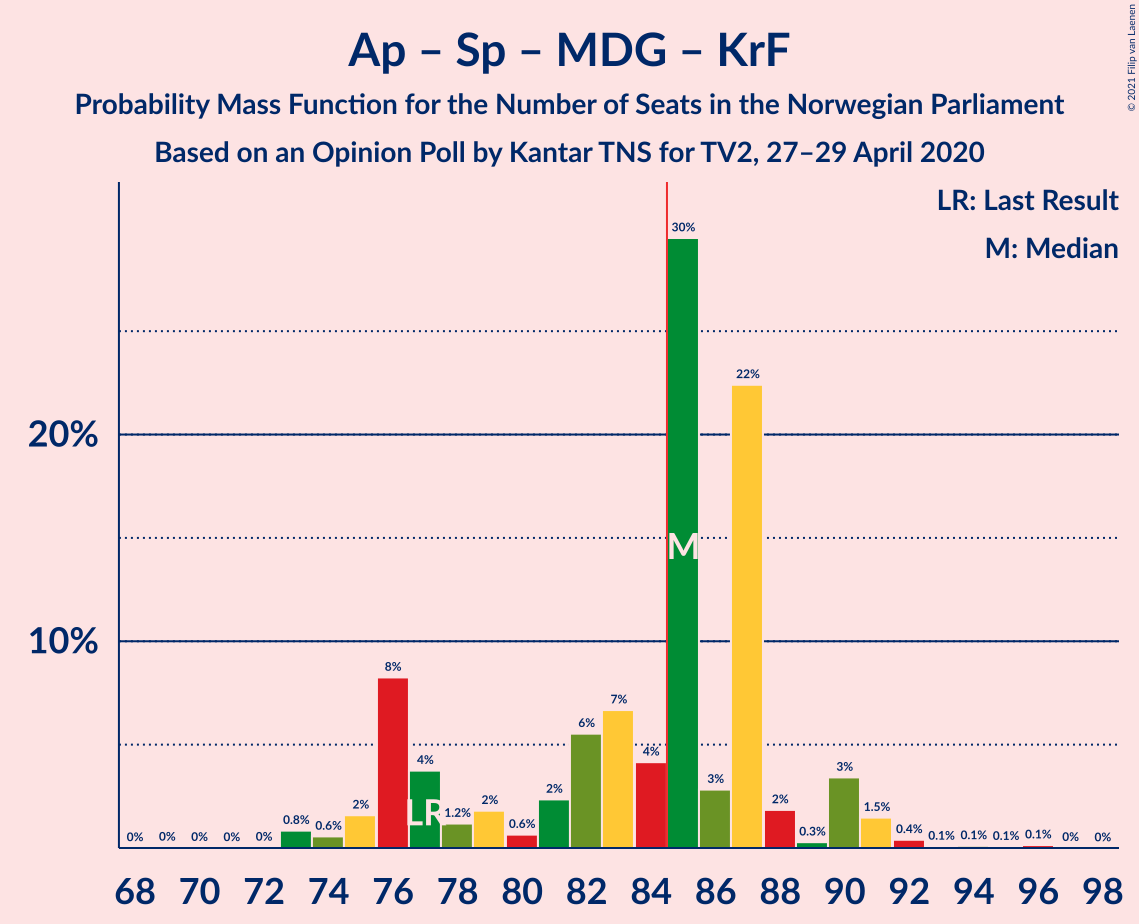 Ap – Sp – MDG – KrF
Probability Mass Function for the Number of Seats in the Norwegian Parliament
Based on an Opinion Poll by Kantar TNS for TV2, 27–29 April 2020
© 2021 Filip van Laenen
LR: Last Result
M: Median
20%
10%
0% 0% 0% 0% 0% 0.8% 0.6% 2% 8% 4% 1.2% 2% 0.6% 2% 6% 7% 4% 30% 3% 22% 2% 0.3% 3% 1.5% 0.4% 0.1% 0.1% 0.1% 0.1% 0% 0%
M
LR
68 70 72 74 76 78 80 82 84 86 88 90 92 94 96 98